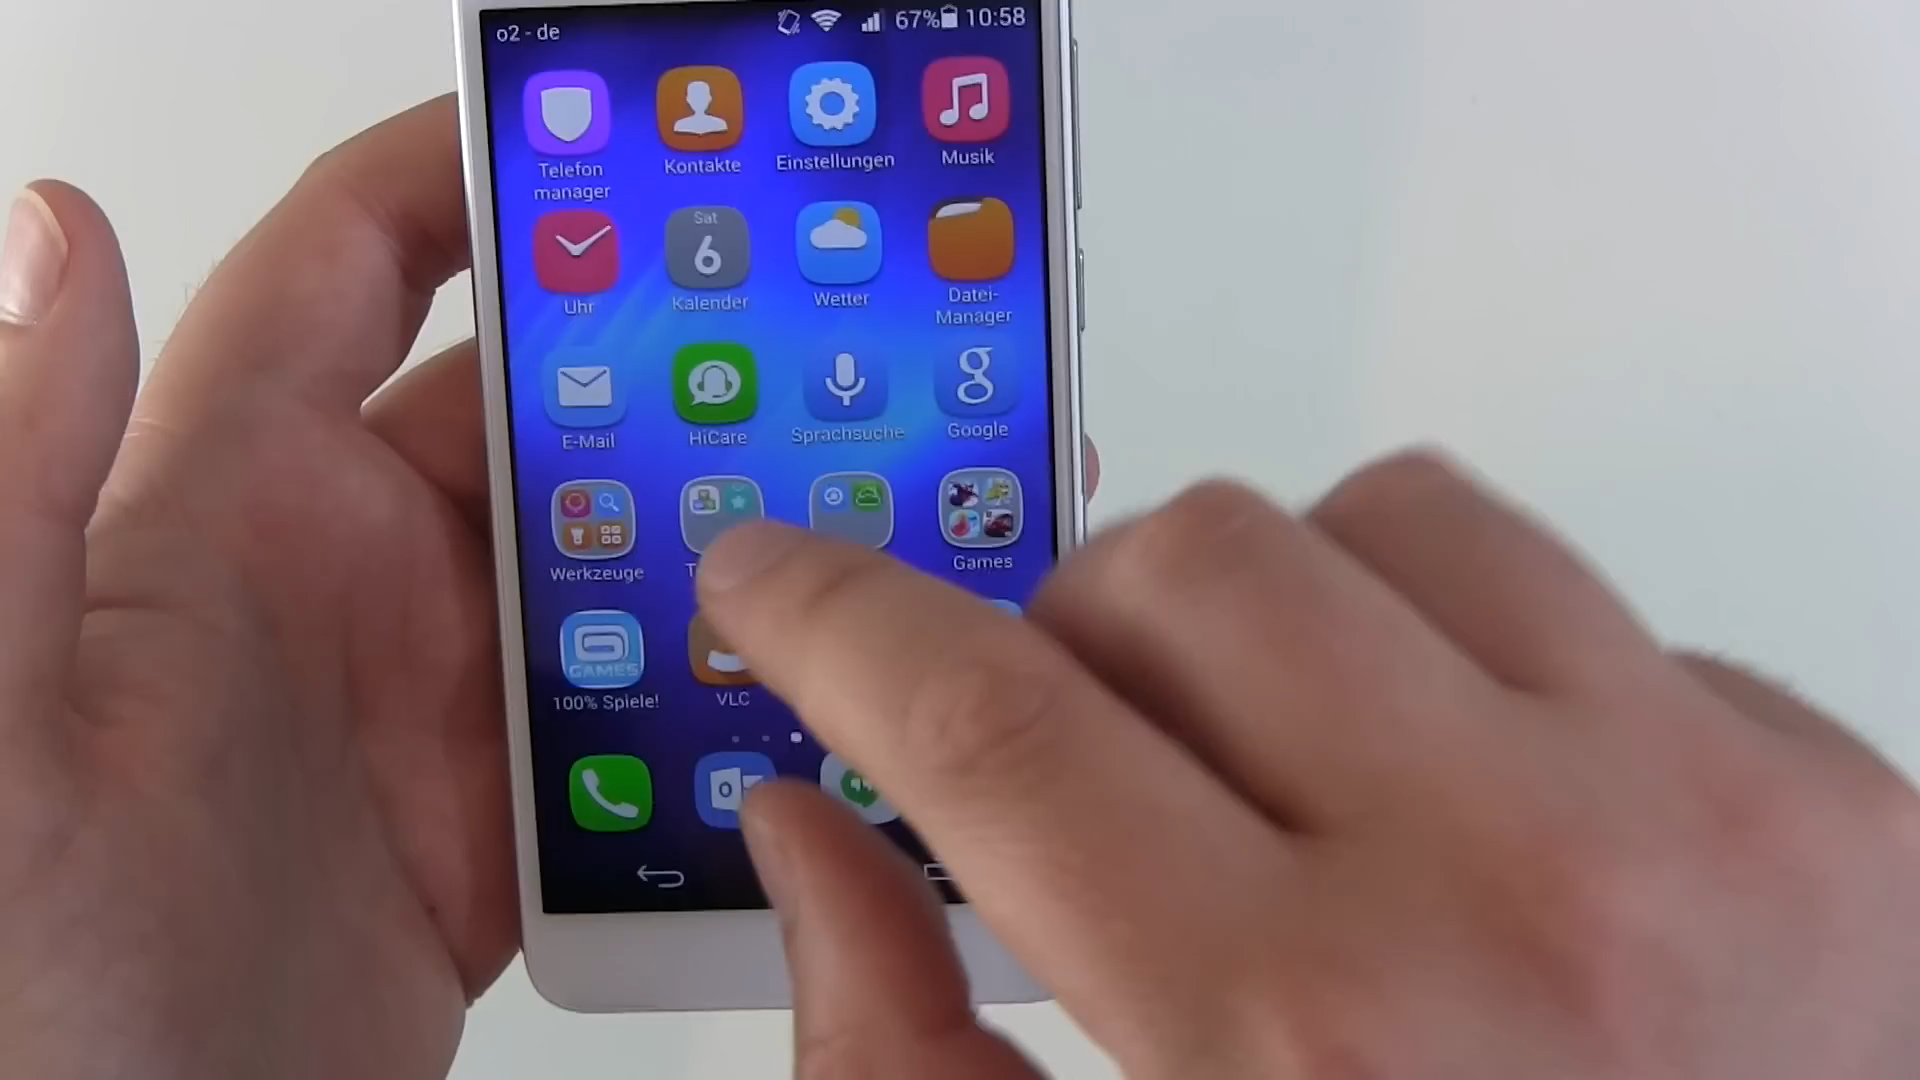 o2 - de
67% 10:58
Telefon
manager
Kontakte
Einstellungen
Musik
Sat
6
Uhr
Kalender
Wetter
Datei-
Manager
E-Mail
HiCare
Sprachsuche
Google
Werkzeuge
Games
GAMES
100% Spiele!
VLC